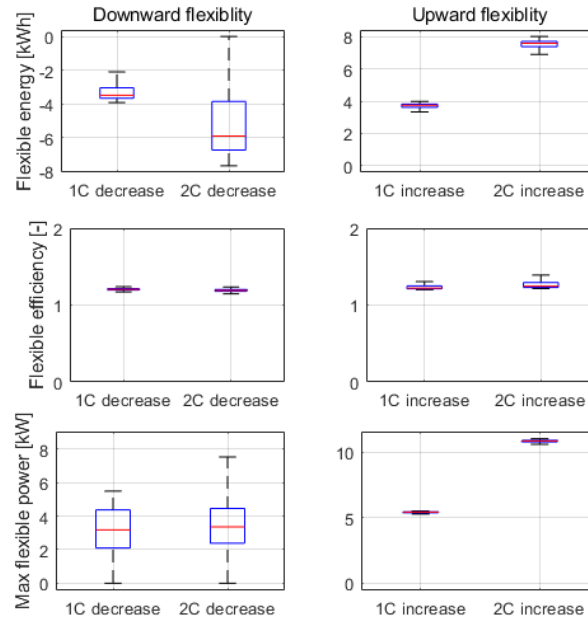 Downward flexiblity
Upward flexiblity
Flexible energy [kWh]
0
-2
-4
-6
-8
1C decrease
2C decrease
8
6
4
2
0
1C increase
2C increase
Flexible efficiency [-]
2
1
0
1C decrease
2C decrease
2
1
0
1C increase
2C increase
Max flexible power [kW]
8
6
4
2
0
1C decrease
2C decrease
10
5
0
1C increase
2C increase